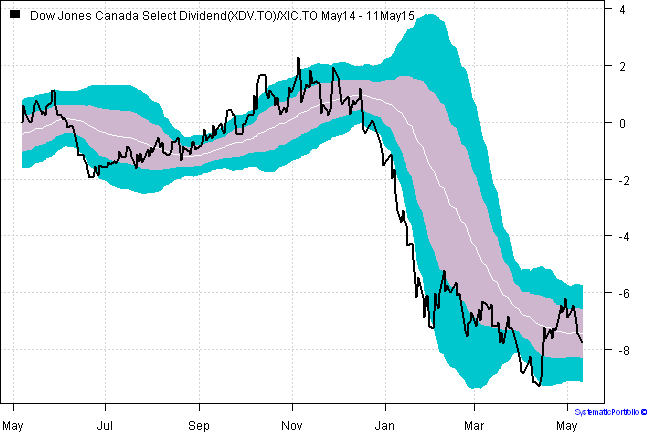 Dow Jones Canada Select Dividend(XDV.TO)/XIC.TO May14 - 11May15
4
2
0
-2
-4
-6
-8
May Jul Sep Nov Jan Mar May
SystematicPortfolio ©